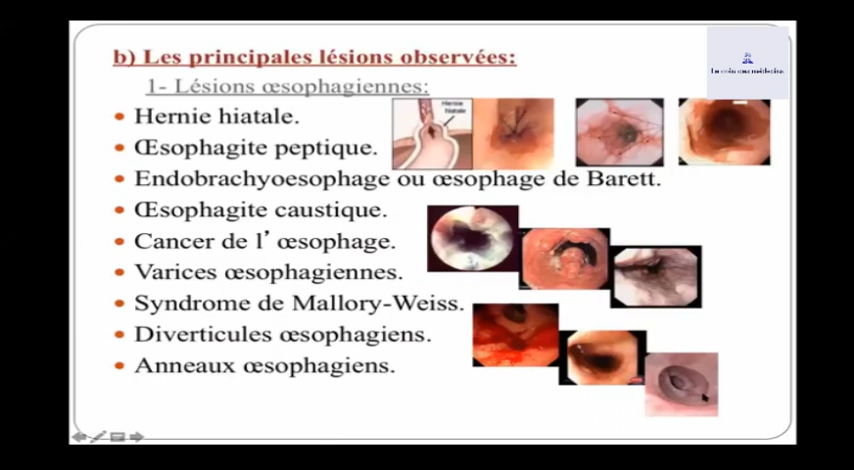 b) Les principales lésions observées:
1- Lésions œsophagiennes:
Hernie hiatale.
Œsophagite peptique.
Endobrachyoesophage ou œsophage de Barett.
Œsophagite caustique.
Cancer de l’ œsophage.
Varices œsophagiennes.
Syndrome de Mallory-Weiss.
Diverticules œsophagiens.
Anneaux œsophagiens.
Hernie